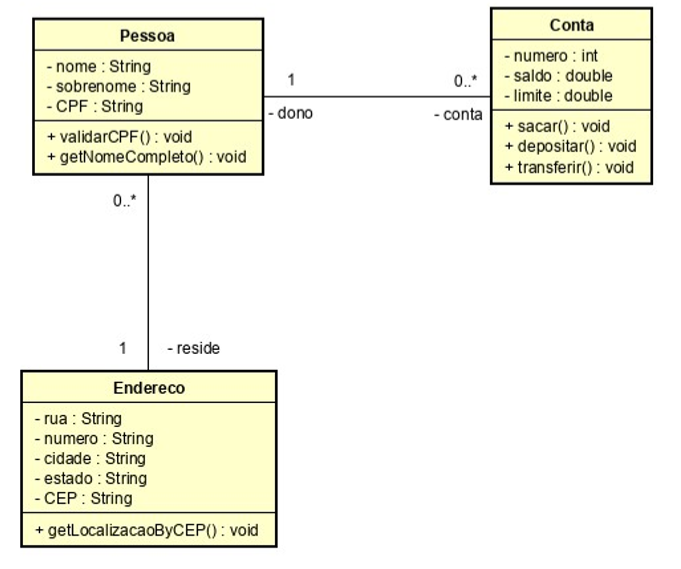 Pessoa
- nome : String
- sobrenome : String
- CPF : String
+ validarCPF() : void
+ getNomeCompleto() : void
1
0..*
- dono
- conta
Conta
- numero : int
- saldo : double
- limite : double
+ sacar() : void
+ depositar() : void
+ transferir() : void
0..*
1
- reside
Endereco
- rua : String
- numero : String
- cidade : String
- estado : String
- CEP : String
+ getLocalizacaoByCEP() : void